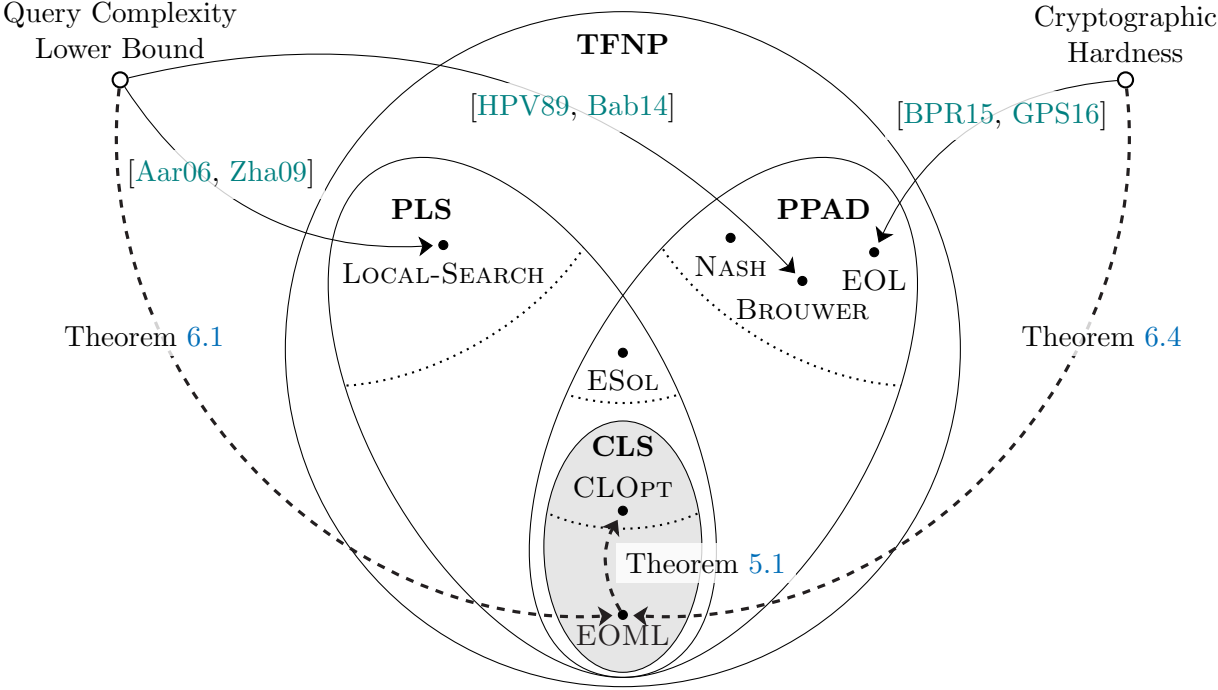 Query Complexity
Lower Bound
Cryptographic
Hardness
TFNP
[HPV89, Bab14]
[BPR15, GPS16]
[Aar06, Zha09]
PLS
PPAD
LOCAL-SEARCH
NASH
EOL
BROUWER
Theorem 6.1
Theorem 6.4
ESOL
CLS
CLOPT
Theorem 5.1
EOML